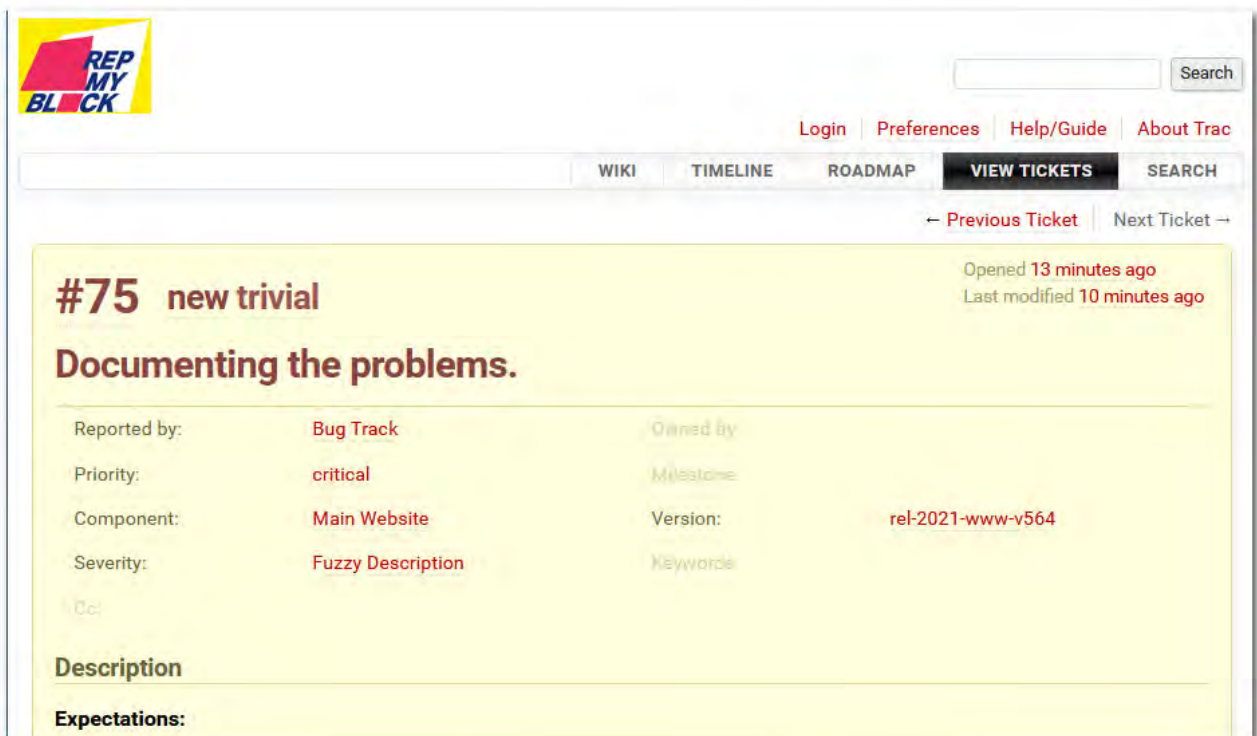 REP
MY
BLOCK
Search
Login Preferences Help/Guide About Trac
WIKI TIMELINE ROADMAP VIEW TICKETS SEARCH
← Previous Ticket Next Ticket →
Opened 13 minutes ago
Last modified 10 minutes ago
#75 new trivial
Documenting the problems.
Reported by: Bug Track Owned by:
Priority: critical Milestone:
Component: Main Website Version: rel-2021-www-v564
Severity: Fuzzy Description Keywords:
Cc:
Description
Expectations: